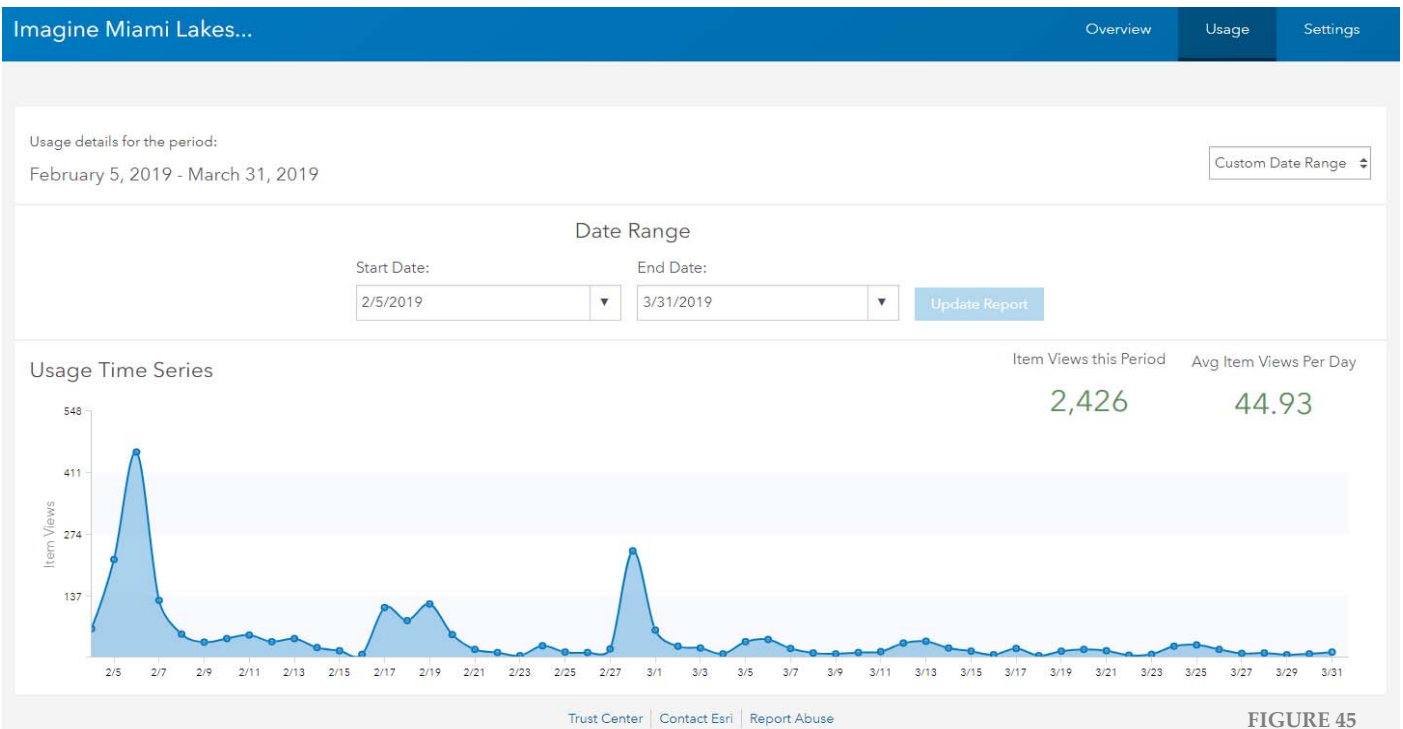 Imagine Miami Lakes...
Overview Usage Settings
Usage details for the period:
February 5, 2019 - March 31, 2019
Custom Date Range
Date Range
Start Date: End Date:
2/5/2019 3/31/2019 Update Report
Usage Time Series
Item Views this Period Avg Item Views Per Day
2,426 44.93
548
411
274
137
Item Views
2/5 2/7 2/9 2/11 2/13 2/15 2/17 2/19 2/21 2/23 2/25 2/27 3/1 3/3 3/5 3/7 3/9 3/11 3/13 3/15 3/17 3/19 3/21 3/23 3/25 3/27 3/29 3/31
Trust Center Contact Esri Report Abuse
FIGURE 45